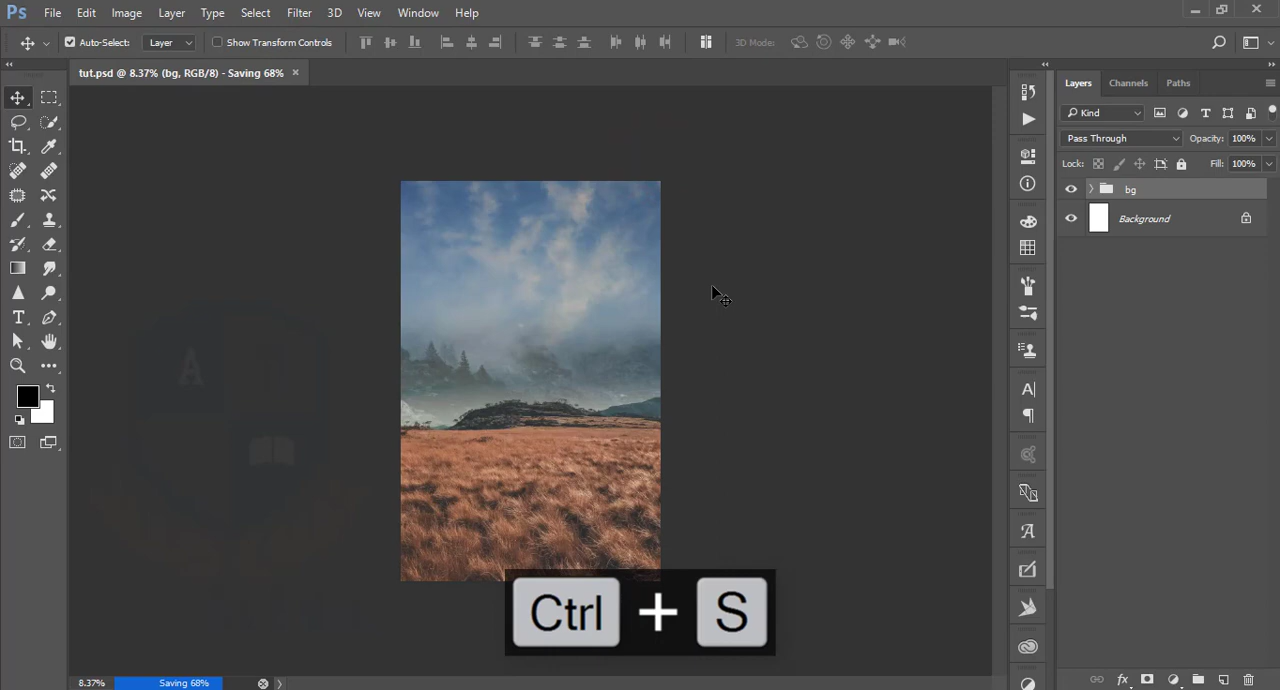 Ps File Edit Image Layer Type Select Filter 3D View Window Help
Auto-Select: Layer Show Transform Controls 3D Mode:
tut.psd @ 8.37% (bg, RGB/8) - Saving 68% ×
Layers Channels Paths
Kind
Pass Through Opacity: 100%
Lock: Fill: 100%
bg
Background
A
Ctrl + S
8.37% Saving 68%